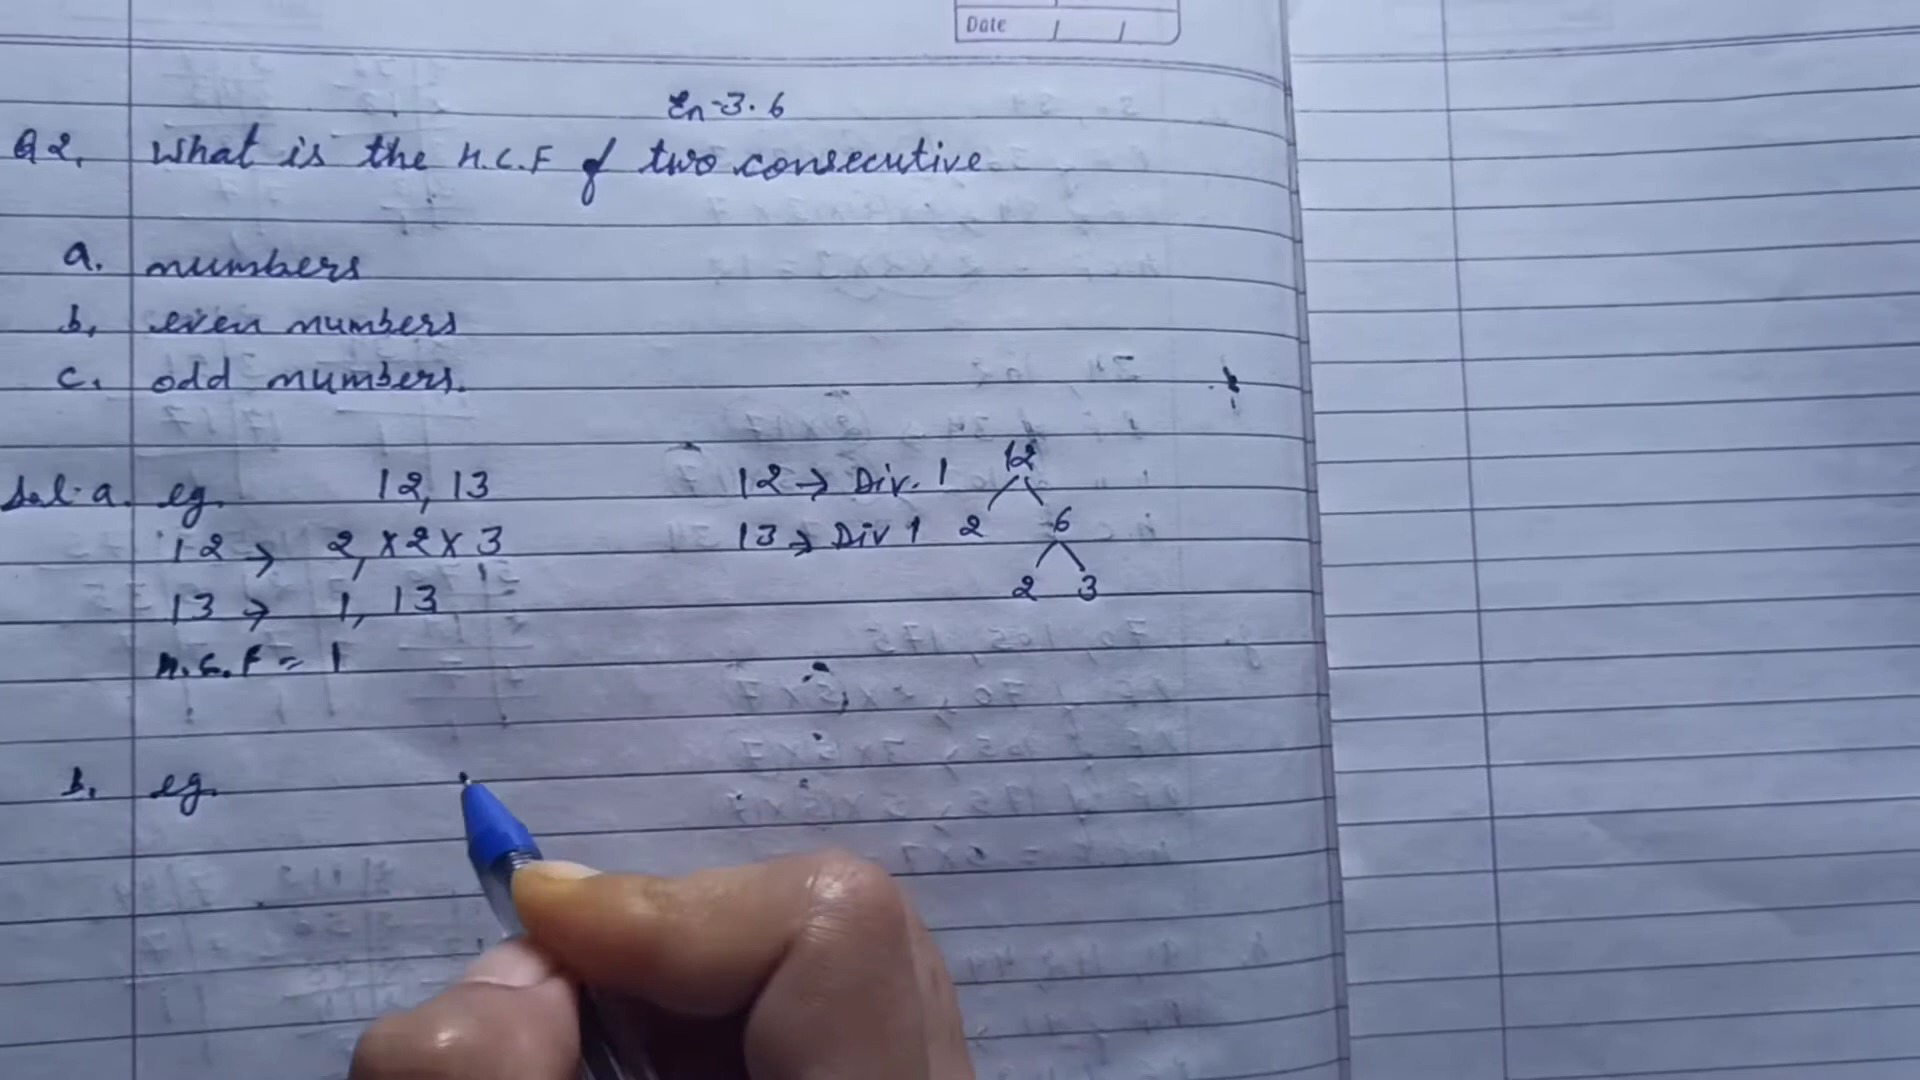 Date / /
Ex-3.6
Q2. What is the H.C.F of two consecutive
a. numbers
b. even numbers
c. odd numbers.
Sol. a. eg. 12, 13
12 → 2 × 2 × 3
13 → 1, 13
H.C.F = 1
12 → Div. 1
13 → Div 1
12
2 6
2 3
b. eg.